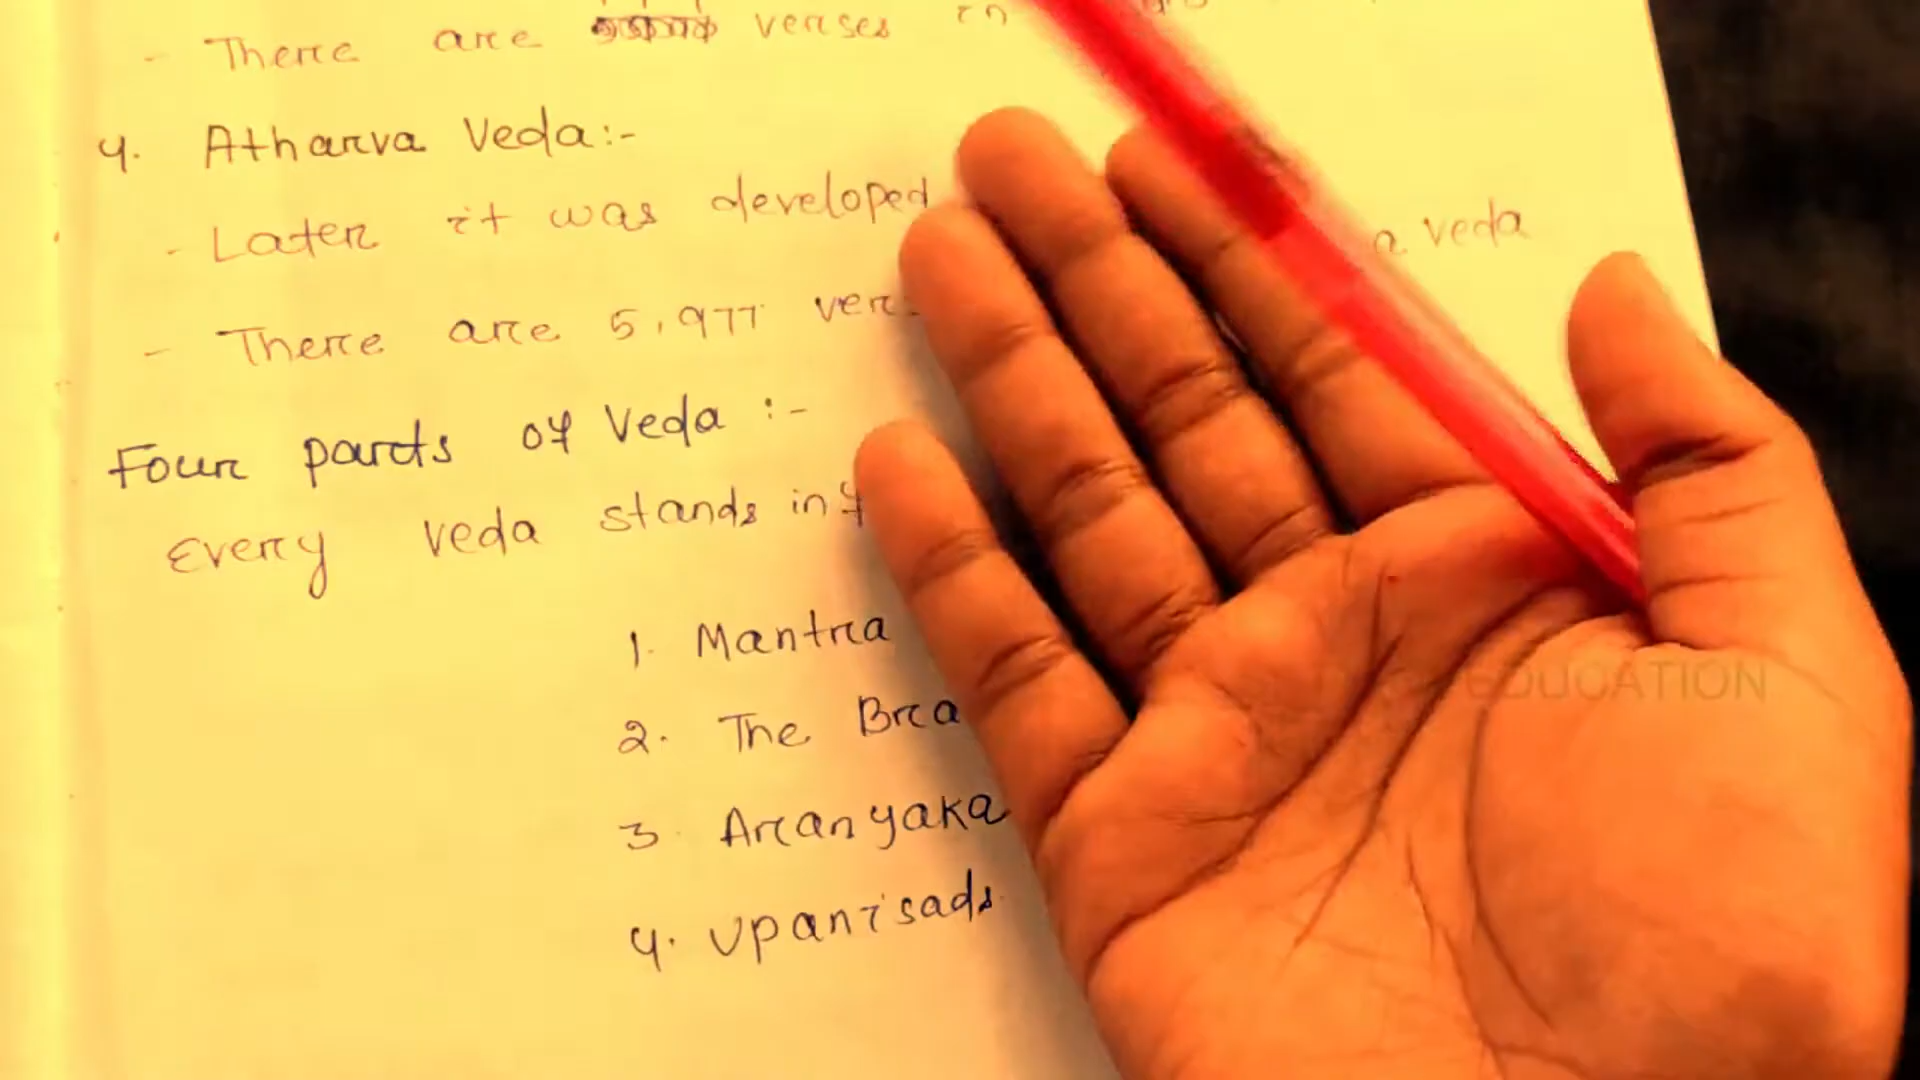 - There are verses in
4. Atharva Veda:-
- Later it was developed a veda
- There are 5,977 ver
Four parts of Veda :-
Every veda stands in 4
1. Mantra
2. The Bra
3. Aranyaka
4. Upanisads.
EDUCATION